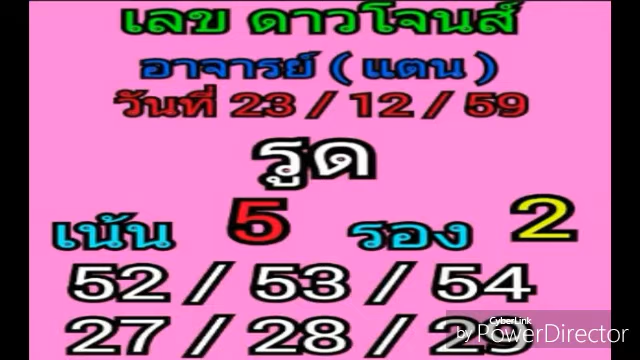 เลข ดาวโจนส์
อาจารย์ ( แตน )
วันที่ 23 / 12 / 59
รูด
เน้น 5 รอง 2
52 / 53 / 54
27 / 28 / 29
CyberLink
by PowerDirector